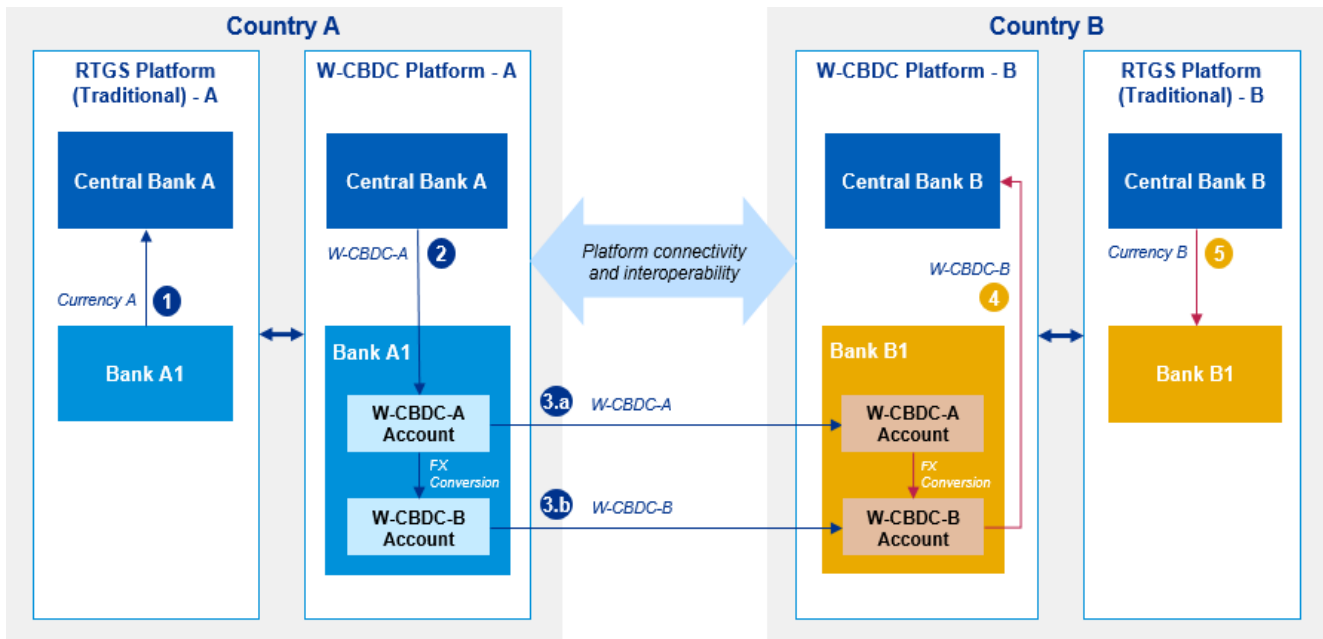 Country A
RTGS Platform
(Traditional) - A
Central Bank A
Currency A
1
Bank A1
W-CBDC Platform - A
Central Bank A
W-CBDC-A
2
Bank A1
W-CBDC-A
Account
FX
Conversion
W-CBDC-B
Account
Platform connectivity
and interoperability
3.a
W-CBDC-A
3.b
W-CBDC-B
Country B
W-CBDC Platform - B
Central Bank B
W-CBDC-B
4
Bank B1
W-CBDC-A
Account
FX
Conversion
W-CBDC-B
Account
RTGS Platform
(Traditional) - B
Central Bank B
Currency B
5
Bank B1